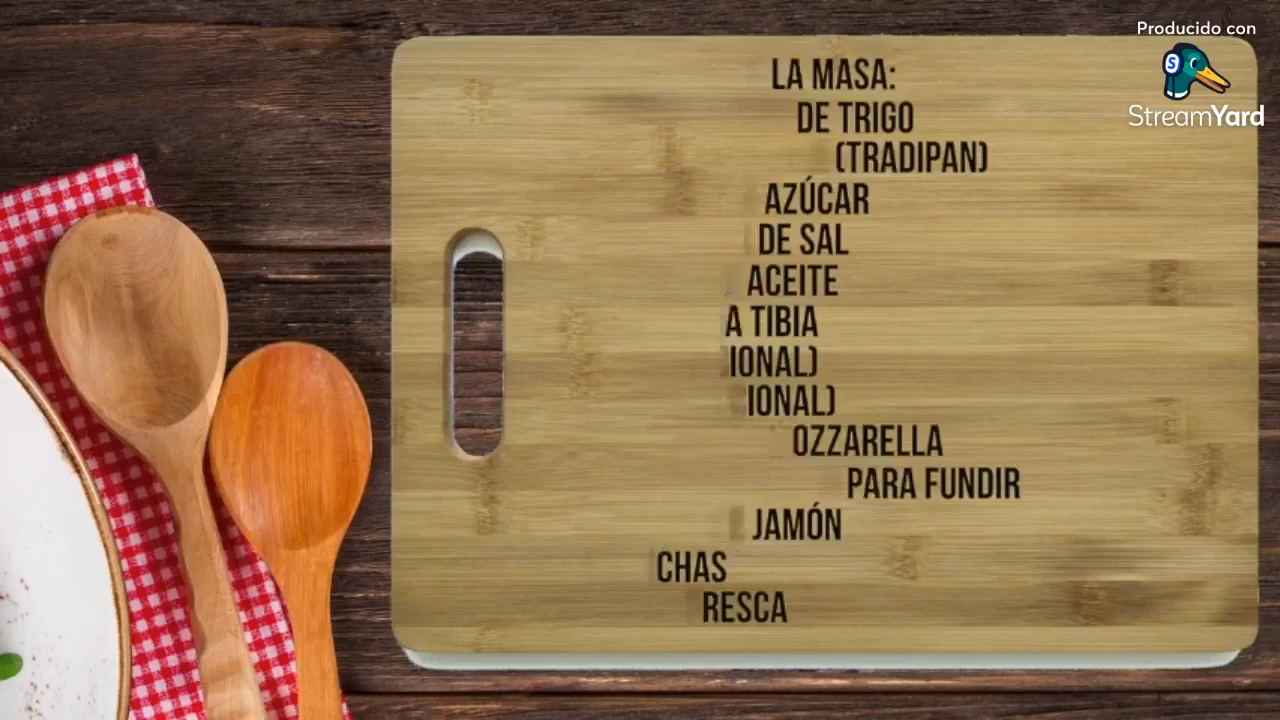 Producido con
StreamYard
LA MASA:
DE TRIGO
(TRADIPAN)
AZÚCAR
DE SAL
ACEITE
A TIBIA
IONAL)
IONAL)
OZZARELLA
PARA FUNDIR
JAMÓN
CHAS
RESCA